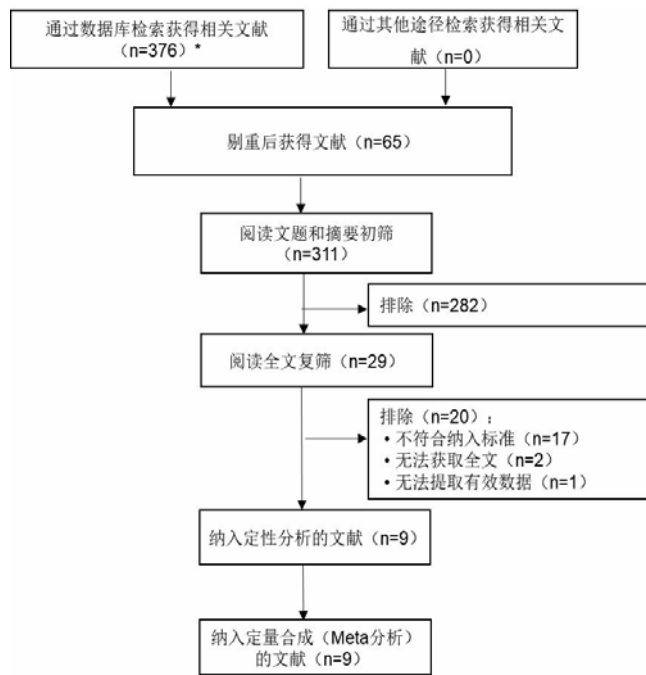 通过数据库检索获得相关文献
（n=376）*
通过其他途径检索获得相关文
献（n=0）
剔重后获得文献（n=65）
阅读文题和摘要初筛
（n=311）
排除（n=282）
阅读全文复筛（n=29）
排除（n=20）：
• 不符合纳入标准（n=17）
• 无法获取全文（n=2）
• 无法提取有效数据（n=1）
纳入定性分析的文献（n=9）
纳入定量合成（Meta分析）
的文献（n=9）